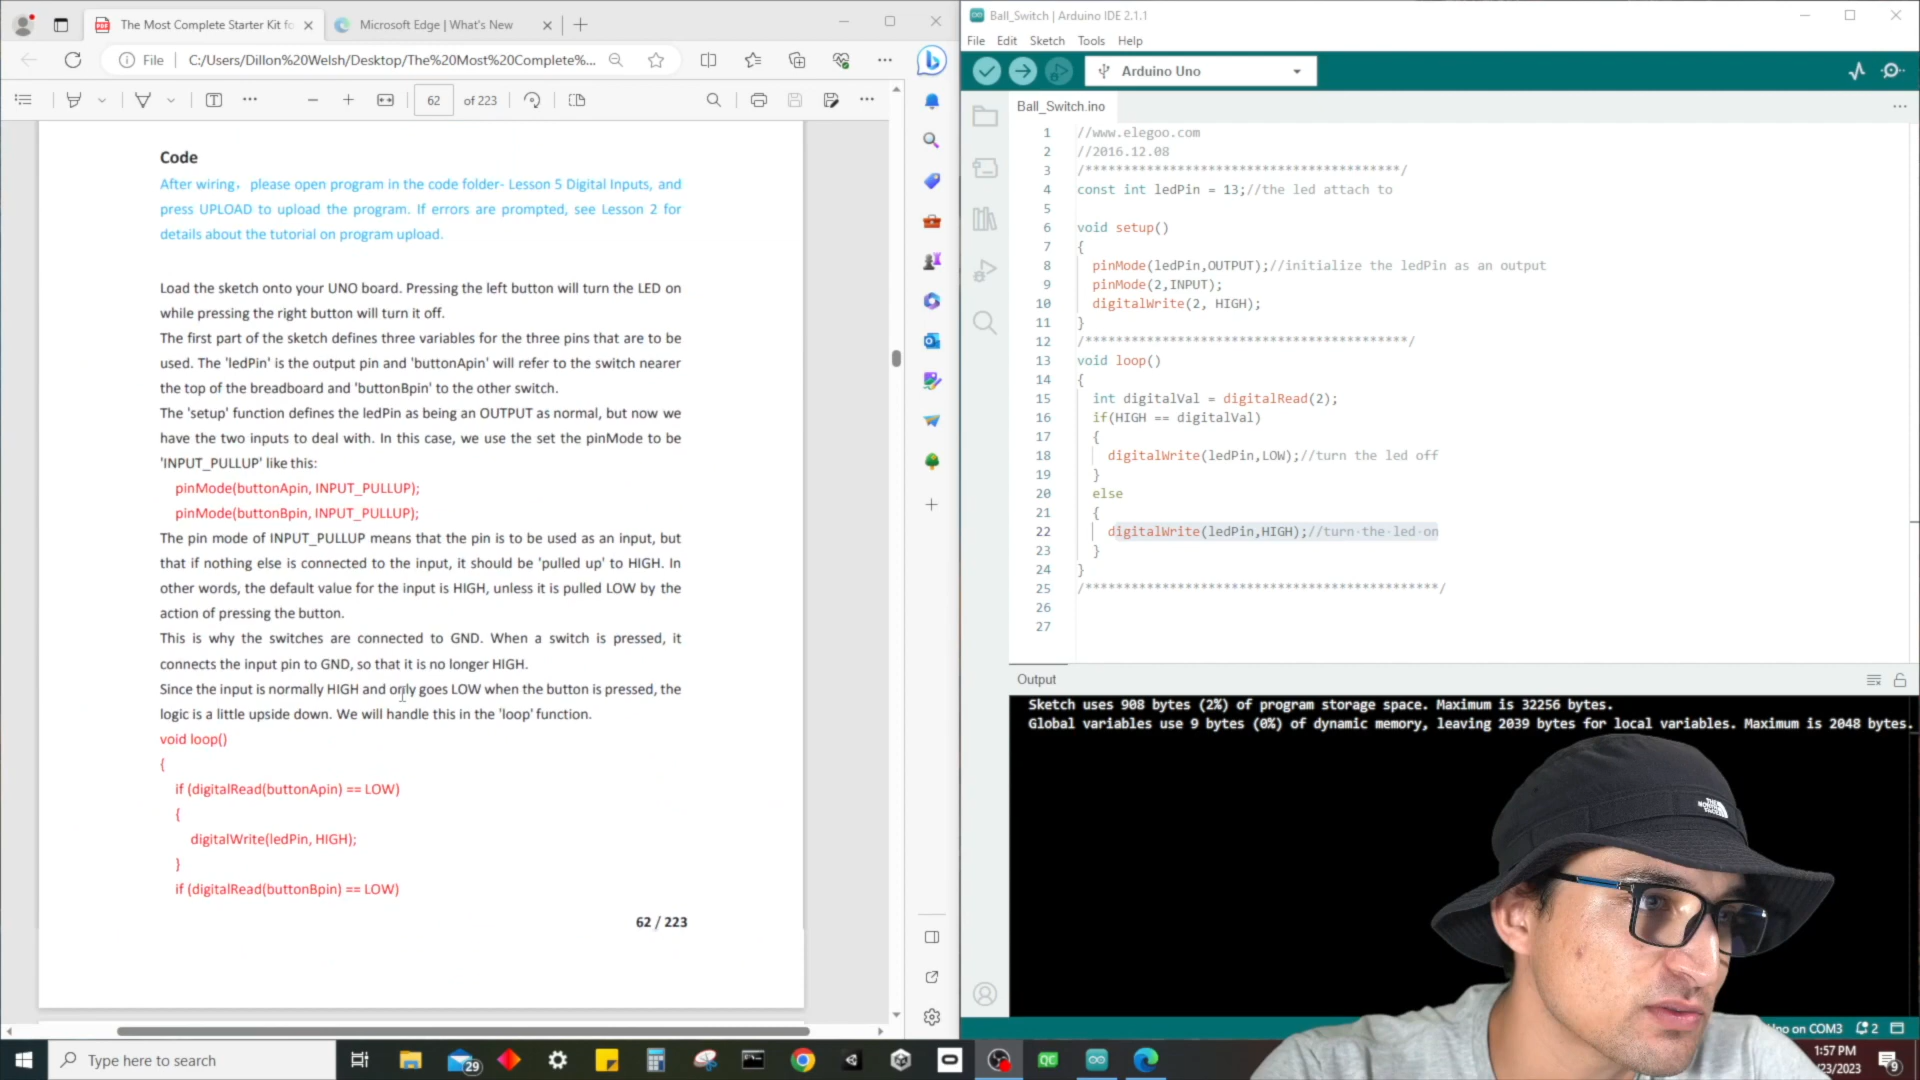 The Most Complete Starter Kit fo
Microsoft Edge | What's New
File
C:/Users/Dillon%20Welsh/Desktop/The%20Most%20Complete%...
62 of 223
Code
After wiring, please open program in the code folder- Lesson 5 Digital Inputs, and
press UPLOAD to upload the program. If errors are prompted, see Lesson 2 for
details about the tutorial on program upload.
Load the sketch onto your UNO board. Pressing the left button will turn the LED on
while pressing the right button will turn it off.
The first part of the sketch defines three variables for the three pins that are to be
used. The 'ledPin' is the output pin and 'buttonApin' will refer to the switch nearer
the top of the breadboard and 'buttonBpin' to the other switch.
The 'setup' function defines the ledPin as being an OUTPUT as normal, but now we
have the two inputs to deal with. In this case, we use the set the pinMode to be
'INPUT_PULLUP' like this:
pinMode(buttonApin, INPUT_PULLUP);
pinMode(buttonBpin, INPUT_PULLUP);
The pin mode of INPUT_PULLUP means that the pin is to be used as an input, but
that if nothing else is connected to the input, it should be 'pulled up' to HIGH. In
other words, the default value for the input is HIGH, unless it is pulled LOW by the
action of pressing the button.
This is why the switches are connected to GND. When a switch is pressed, it
connects the input pin to GND, so that it is no longer HIGH.
Since the input is normally HIGH and only goes LOW when the button is pressed, the
logic is a little upside down. We will handle this in the 'loop' function.
void loop()
{
if (digitalRead(buttonApin) == LOW)
{
digitalWrite(ledPin, HIGH);
}
if (digitalRead(buttonBpin) == LOW)
62 / 223
Type here to search
29
Ball_Switch | Arduino IDE 2.1.1
File Edit Sketch Tools Help
Arduino Uno
Ball_Switch.ino
1 //www.elegoo.com
2 //2016.12.08
3 /*****************************************/
4 const int ledPin = 13;//the led attach to
5
6 void setup()
7 {
8 pinMode(ledPin,OUTPUT);//initialize the ledPin as an output
9 pinMode(2,INPUT);
10 digitalWrite(2, HIGH);
11 }
12 /******************************************/
13 void loop()
14 {
15 int digitalVal = digitalRead(2);
16 if(HIGH == digitalVal)
17 {
18 digitalWrite(ledPin,LOW);//turn the led off
19 }
20 else
21 {
22 digitalWrite(ledPin,HIGH);//turn·the·led·on
23 }
24 }
25 /**********************************************/
26
27
Output
Sketch uses 908 bytes (2%) of program storage space. Maximum is 32256 bytes.
Global variables use 9 bytes (0%) of dynamic memory, leaving 2039 bytes for local variables. Maximum is 2048 bytes.
THE NORTH FACE
on COM3 2
QC
1:57 PM
/23/2023
9